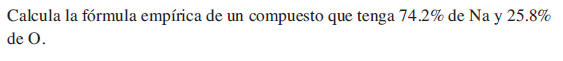 Calcula la fórmula empírica de un compuesto que tenga 74.2% de Na y 25.8%
de O.